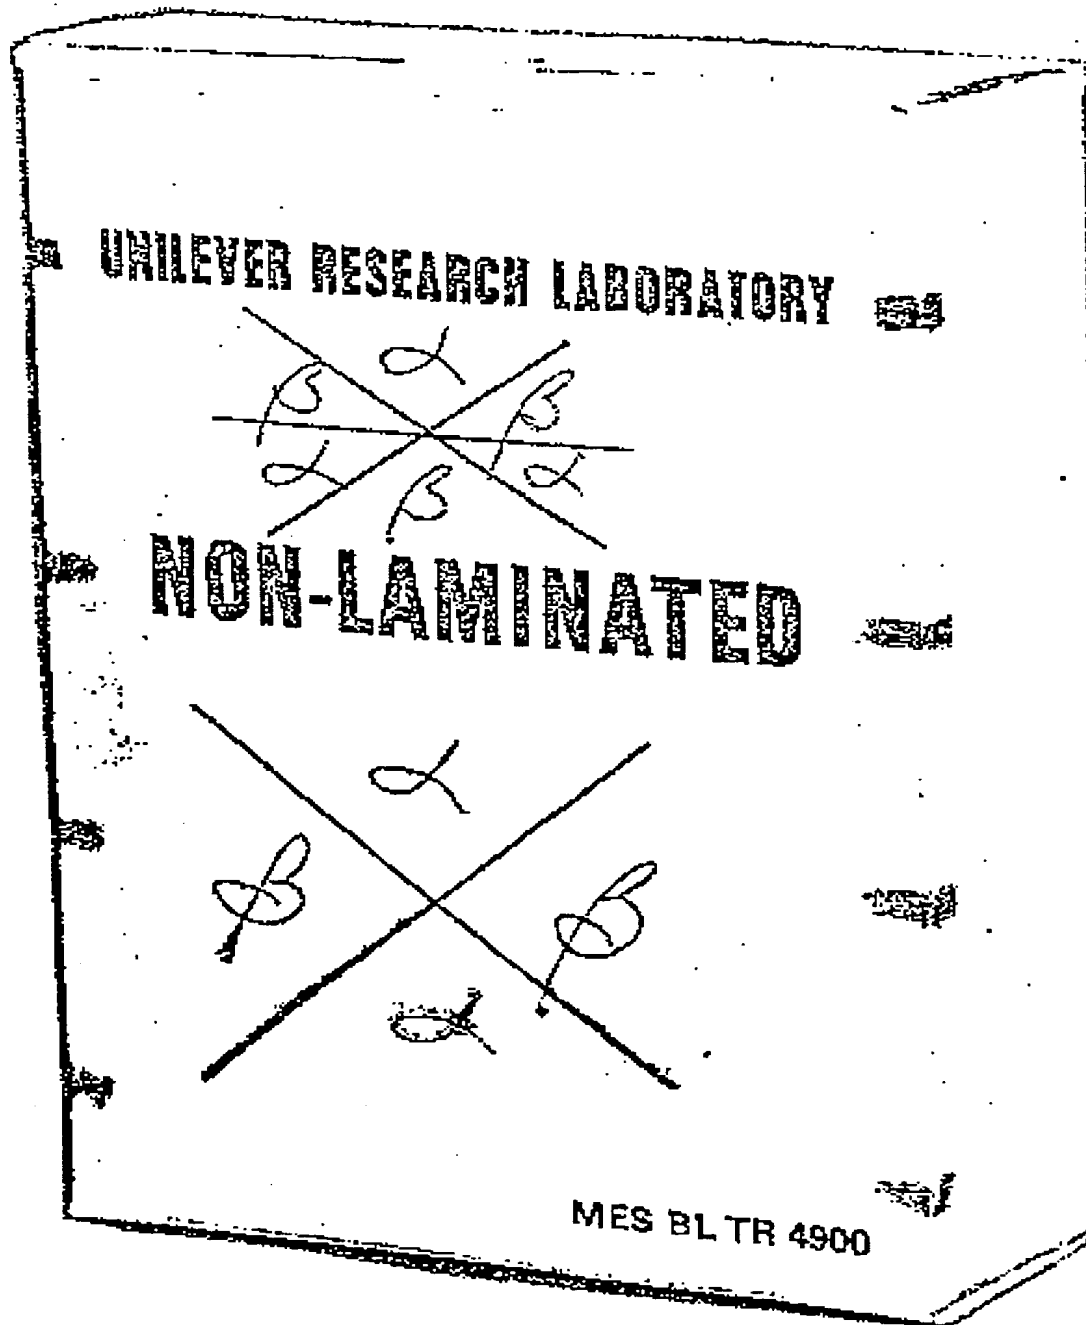 UNILEVER RESEARCH LABORATORY
α
β β
α α
β
NON-LAMINATED
α
β β
α
MES BL TR 4900